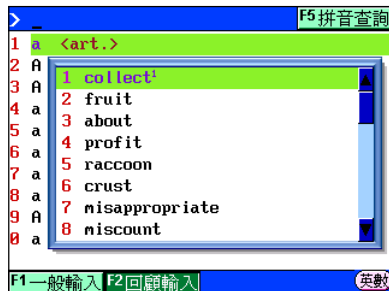 > _ F5拼音查詢
1 a <art.>
2 A
3 A
4 a
5 a
6 a
7 a
8 a
9 A
0 a
1 collect¹
2 fruit
3 about
4 profit
5 raccoon
6 crust
7 misappropriate
8 miscount
F1一般輸入 F2回顧輸入 英數